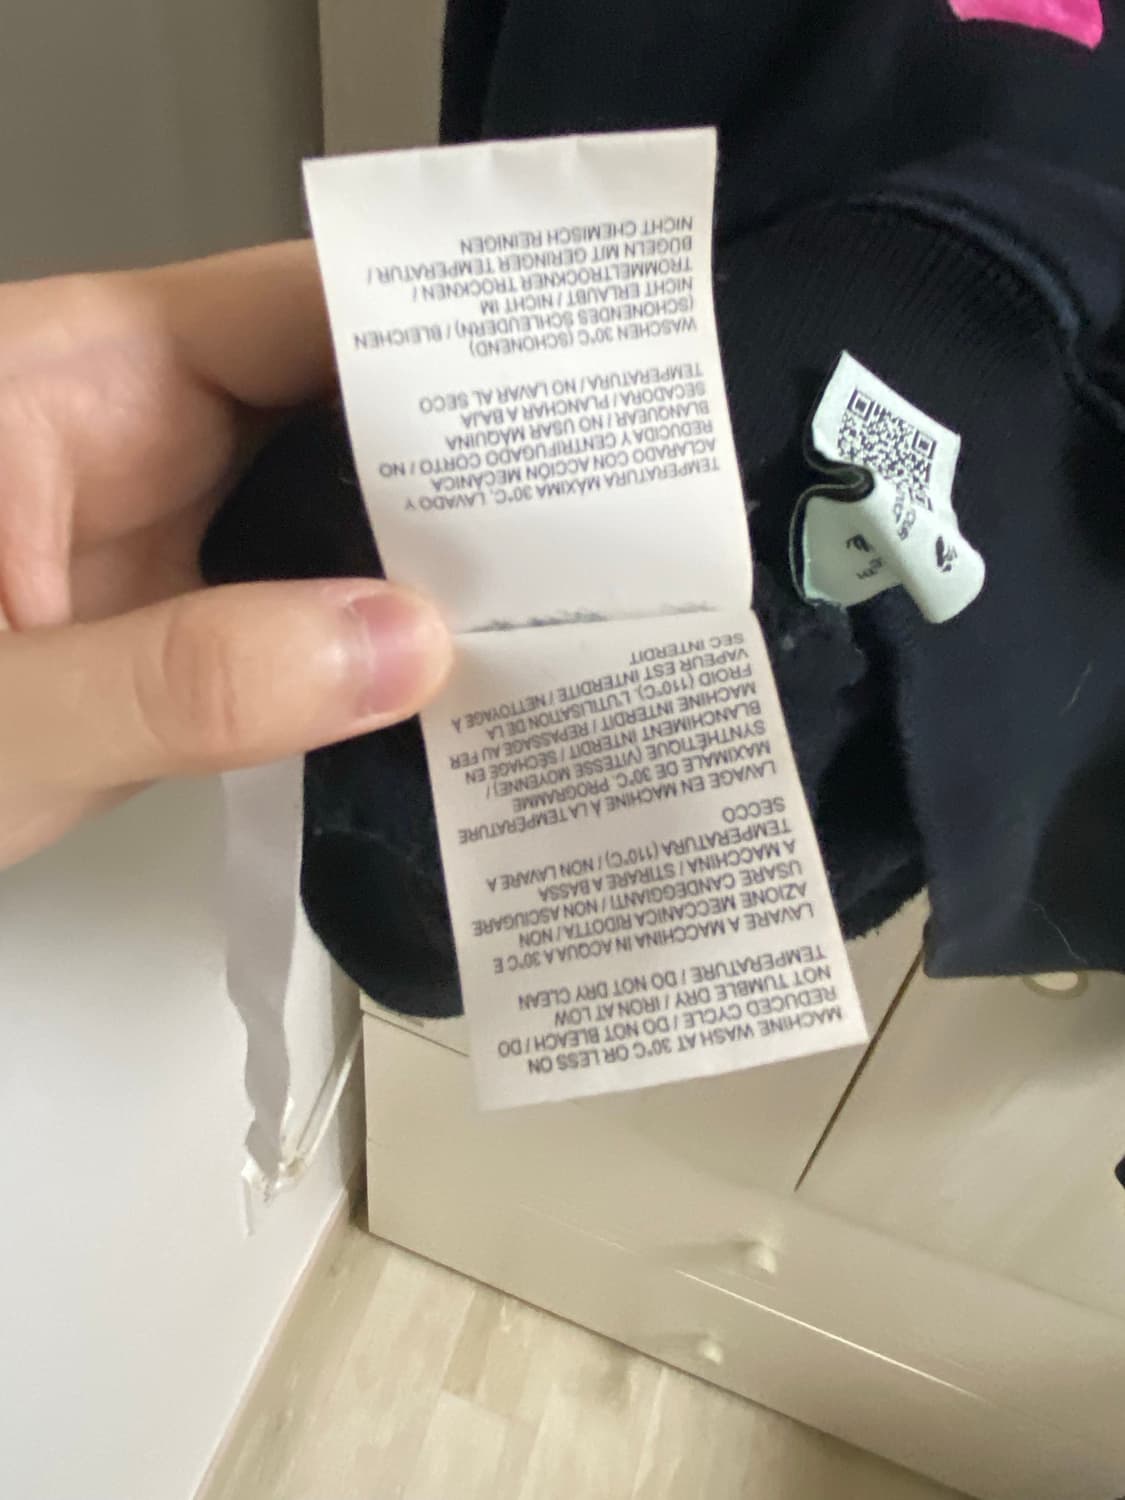 MACHINE WASH AT 30°C OR LESS ON
REDUCED CYCLE / DO NOT BLEACH / DO
NOT TUMBLE DRY / IRON AT LOW
TEMPERATURE / DO NOT DRY CLEAN
LAVARE A MACCHINA IN ACQUA A 30°C E
AZIONE MECCANICA RIDOTTA / NON
USARE CANDEGGIANTI / NON ASCIUGARE
A MACCHINA / STIRARE A BASSA
TEMPERATURA (110°C) / NON LAVARE A
SECCO
LAVAGE EN MACHINE À LA TEMPÉRATURE
MAXIMALE DE 30°C. PROGRAMME
SYNTHÉTIQUE (VITESSE MOYENNE) /
BLANCHIMENT INTERDIT / SÉCHAGE EN
MACHINE INTERDIT / REPASSAGE AU FER
FROID (110°C). L'UTILISATION DE LA
VAPEUR EST INTERDITE / NETTOYAGE A
SEC INTERDIT
TEMPERATURA MÁXIMA 30°C, LAVADO Y
ACLARADO CON ACCIÓN MECÁNICA
REDUCIDA Y CENTRIFUGADO CORTO / NO
BLANQUEAR / NO USAR MÁQUINA
SECADORA / PLANCHAR A BAJA
TEMPERATURA / NO LAVAR AL SECO
WASCHEN 30°C (SCHONEND)
(SCHONENDES SCHLEUDERN) / BLEICHEN
NICHT ERLAUBT / NICHT IM
TROMMELTROCKNER TROCKNEN /
BÜGELN MIT GERINGER TEMPERATUR /
NICHT CHEMISCH REINIGEN